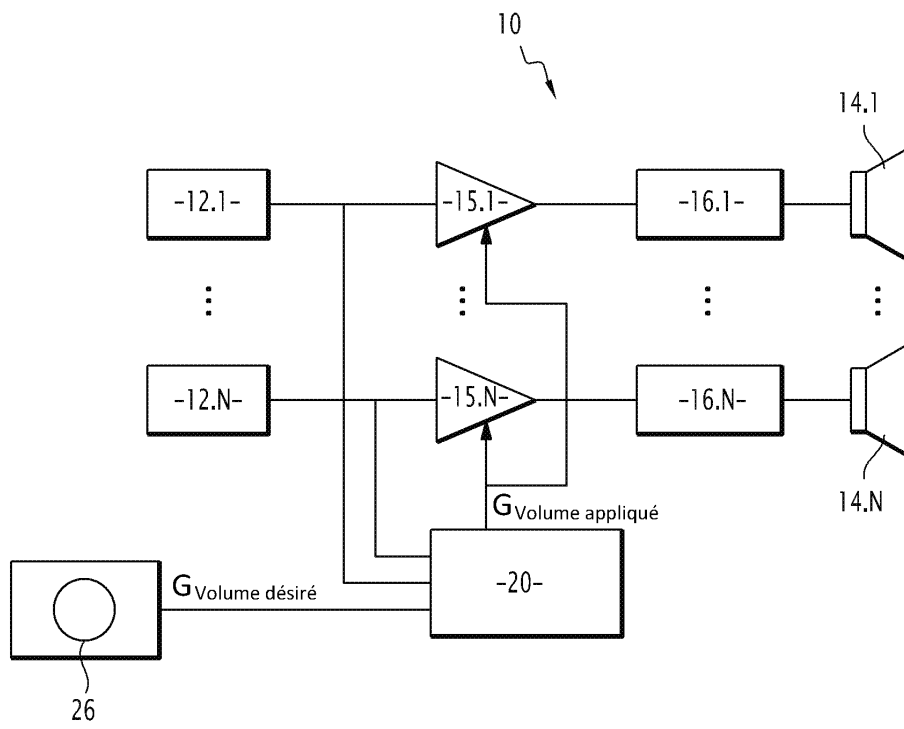 10
14.1
-12.1-
-15.1-
-16.1-
-12.N-
-15.N-
-16.N-
14.N
GVolume appliqué
-20-
GVolume désiré
26